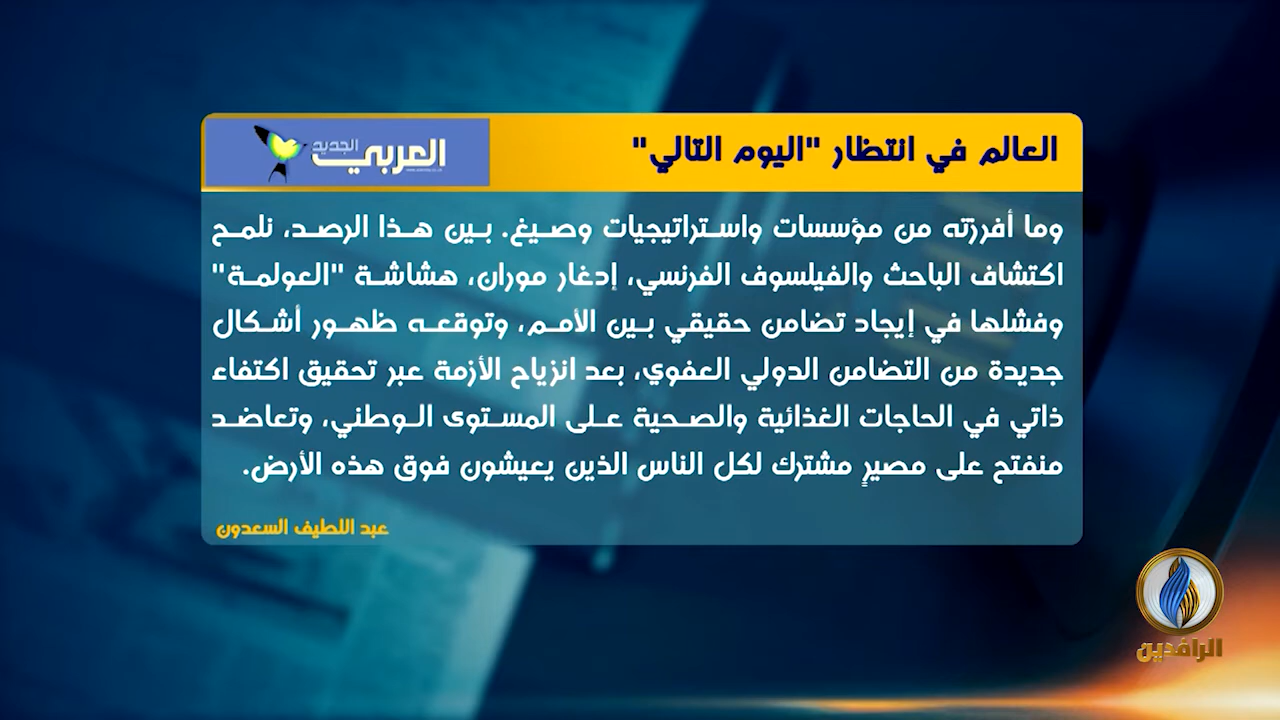 العالم في انتظار "اليوم التالي"
العربي الجديد
وما أفرزته من مؤسسات واستراتيجيات وصيغ. بين هذا الرصد، نلمح
اكتشاف الباحث والفيلسوف الفرنسي، إدغار موران، هشاشة "العولمة"
وفشلها في إيجاد تضامن حقيقي بين الأمم، وتوقعه ظهور أشكال
جديدة من التضامن الدولي العفوي، بعد انزياح الأزمة عبر تحقيق اكتفاء
ذاتي في الحاجات الغذائية والصحية على المستوى الوطني، وتعاضد
منفتح على مصيرٍ مشترك لكل الناس الذين يعيشون فوق هذه الأرض.
عبد اللطيف السعدون
الرافدين